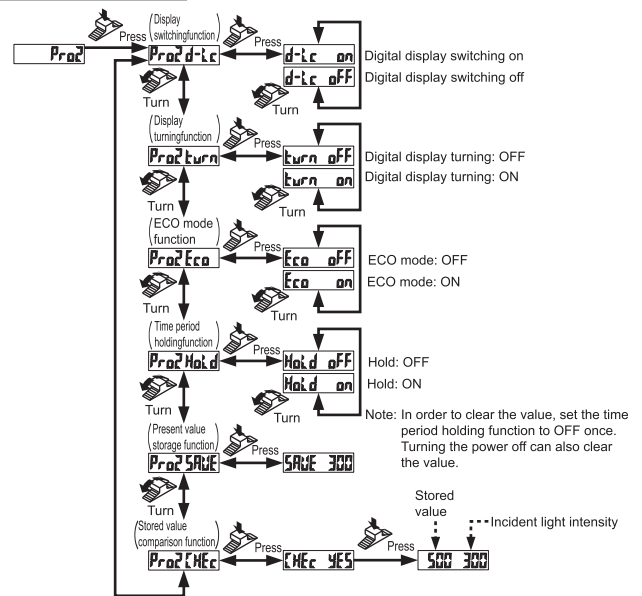 (Display
switchingfunction)
Press
Pro2
Pro2 d-ic
Press
d-ic on
Digital display switching on
d-ic oFF
Digital display switching off
Turn
Turn
(Display
turningfunction)
Press
Pro2 turn
turn oFF
Digital display turning: OFF
turn on
Digital display turning: ON
Turn
Turn
(ECO mode
function)
Press
Pro2 Eco
Eco oFF
ECO mode: OFF
Eco on
ECO mode: ON
Turn
Turn
(Time period
holdingfunction)
Press
Pro2 Hold
Hold oFF
Hold: OFF
Hold on
Hold: ON
Turn
Turn
Note: In order to clear the value, set the time
period holding function to OFF once.
Turning the power off can also clear
the value.
(Present value
storage function)
Press
Pro2 SAVE
SAVE 300
Turn
(Stored value
comparison function)
Stored
value
Incident light intensity
Press
Press
Pro2 CHEc
CHEc YES
500 300